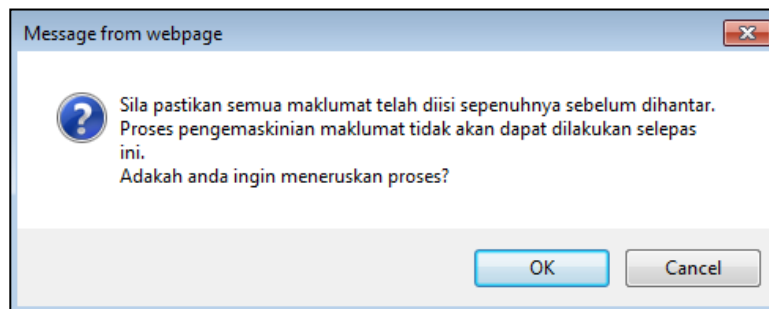 Message from webpage
Sila pastikan semua maklumat telah diisi sepenuhnya sebelum dihantar.
Proses pengemaskinian maklumat tidak akan dapat dilakukan selepas
ini.
Adakah anda ingin meneruskan proses?
OK
Cancel